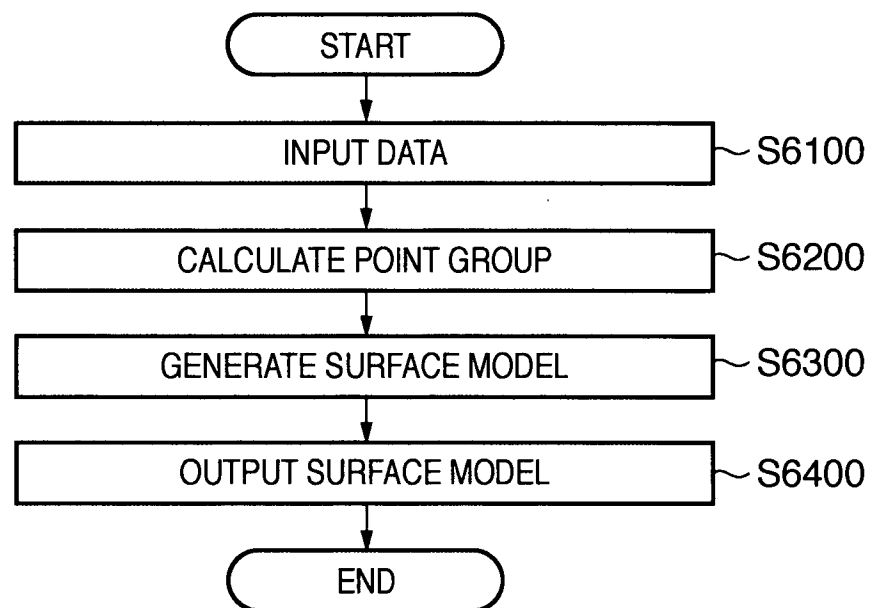 START
INPUT DATA ~ S6100
CALCULATE POINT GROUP ~ S6200
GENERATE SURFACE MODEL ~ S6300
OUTPUT SURFACE MODEL ~ S6400
END